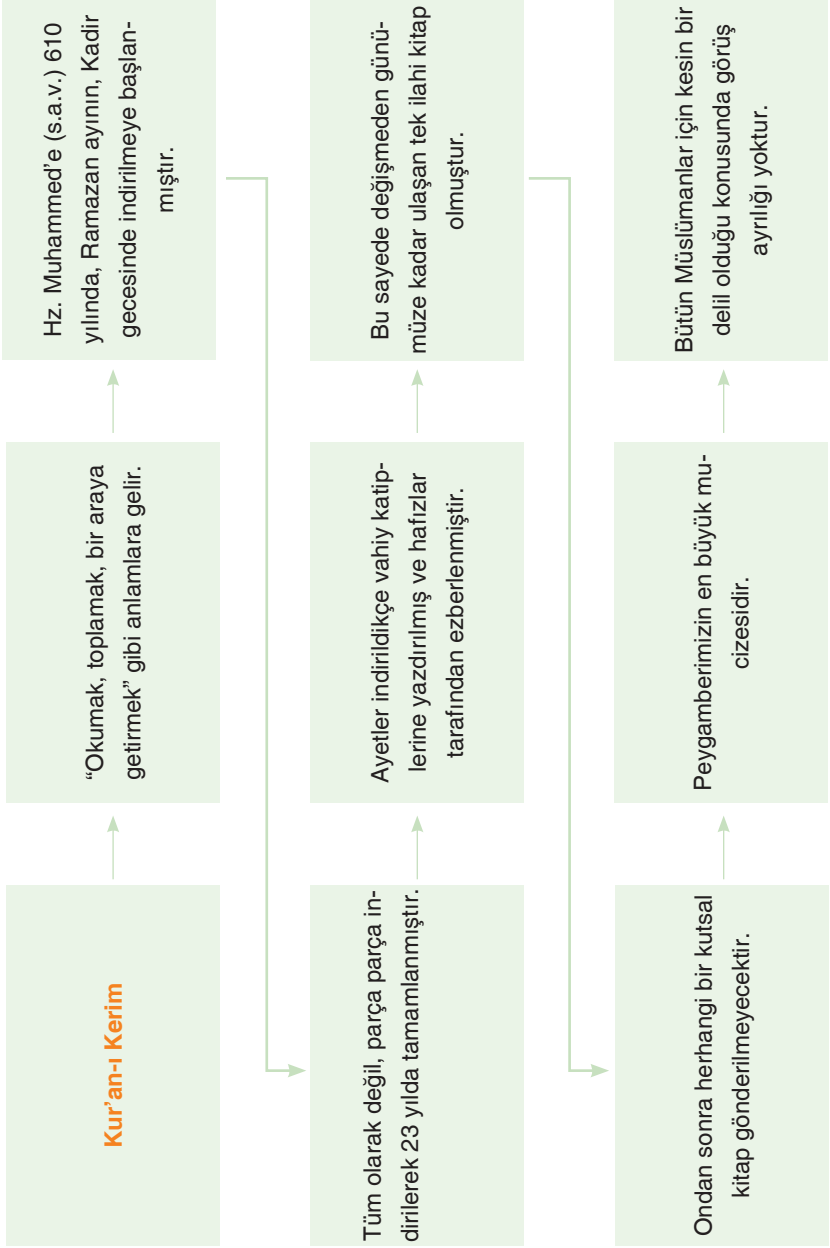 Kur’an-ı Kerim
“Okumak, toplamak, bir araya
getirmek” gibi anlamlara gelir.
Hz. Muhammed’e (s.a.v.) 610
yılında, Ramazan ayının, Kadir
gecesinde indirilmeye başlan-
mıştır.
Tüm olarak değil, parça parça in-
dirilerek 23 yılda tamamlanmıştır.
Ayetler indirildikçe vahiy katip-
lerine yazdırılmış ve hafızlar
tarafından ezberlenmiştir.
Bu sayede değişmeden günü-
müze kadar ulaşan tek ilahi kitap
olmuştur.
Ondan sonra herhangi bir kutsal
kitap gönderilmeyecektir.
Peygamberimizin en büyük mu-
cizesidir.
Bütün Müslümanlar için kesin bir
delil olduğu konusunda görüş
ayrılığı yoktur.